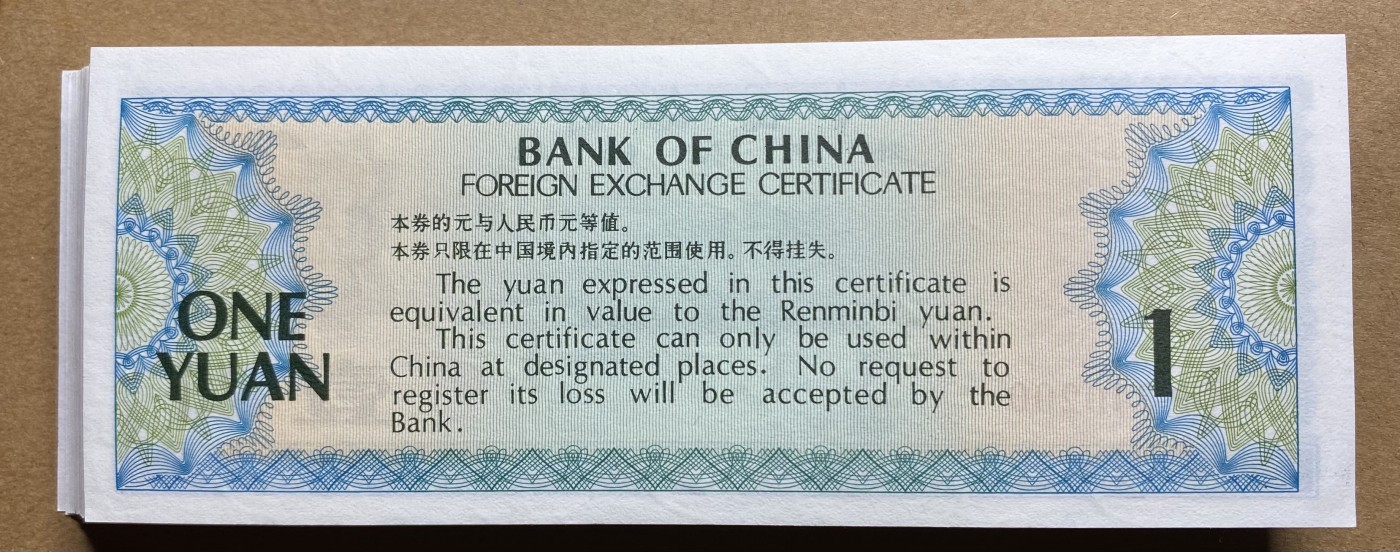 BANK OF CHINA
FOREIGN EXCHANGE CERTIFICATE
本券的元与人民币元等值。
本券只限在中国境内指定的范围使用。不得挂失。
The yuan expressed in this certificate is
equivalent in value to the Renminbi yuan.
This certificate can only be used within
China at designated places. No request to
register its loss will be accepted by the
Bank.
ONE
YUAN
1